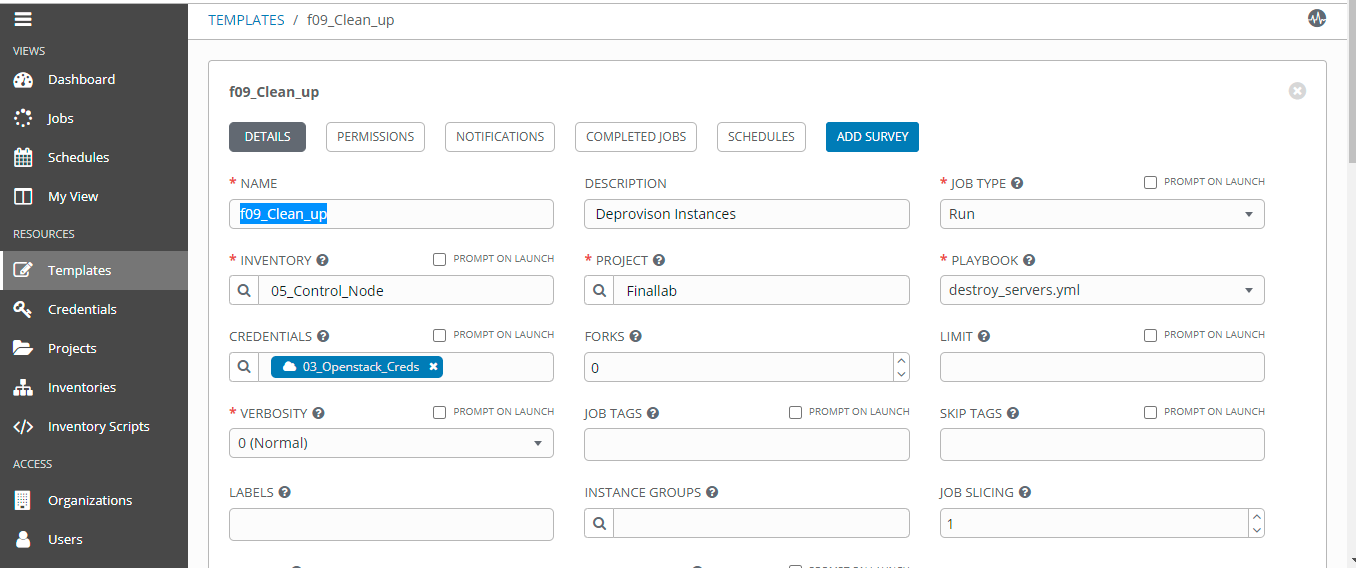 TEMPLATES / f09_Clean_up
VIEWS
Dashboard
Jobs
Schedules
My View
RESOURCES
Templates
Credentials
Projects
Inventories
Inventory Scripts
ACCESS
Organizations
Users
f09_Clean_up
DETAILS PERMISSIONS NOTIFICATIONS COMPLETED JOBS SCHEDULES ADD SURVEY
* NAME DESCRIPTION * JOB TYPE PROMPT ON LAUNCH
f09_Clean_up Deprovison Instances Run
* INVENTORY PROMPT ON LAUNCH * PROJECT * PLAYBOOK
05_Control_Node Finallab destroy_servers.yml
CREDENTIALS PROMPT ON LAUNCH FORKS LIMIT PROMPT ON LAUNCH
03_Openstack_Creds 0
* VERBOSITY PROMPT ON LAUNCH JOB TAGS PROMPT ON LAUNCH SKIP TAGS PROMPT ON LAUNCH
0 (Normal)
LABELS INSTANCE GROUPS JOB SLICING
1